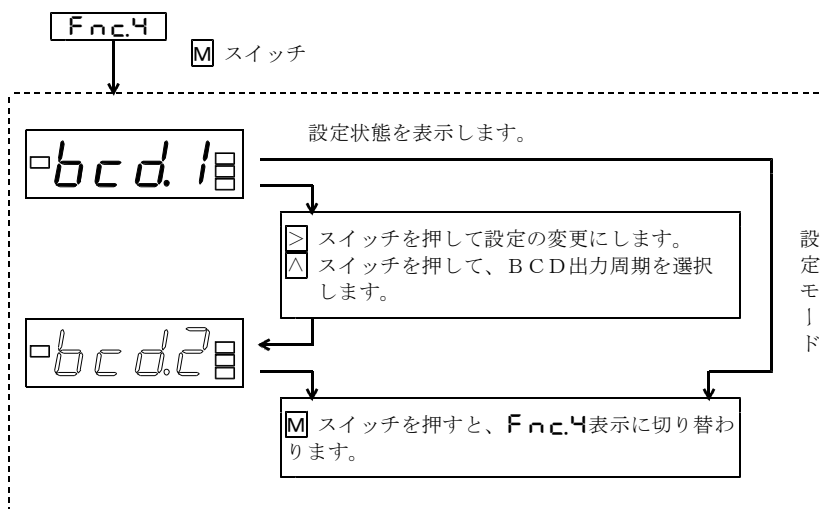 Fnc.4
M スイッチ
設定状態を表示します。
-bcd.1
> スイッチを押して設定の変更にします。
∧ スイッチを押して、BCD出力周期を選択
します。
設定モード
-bcd.2
M スイッチを押すと、Fnc.4表示に切り替わ
ります。